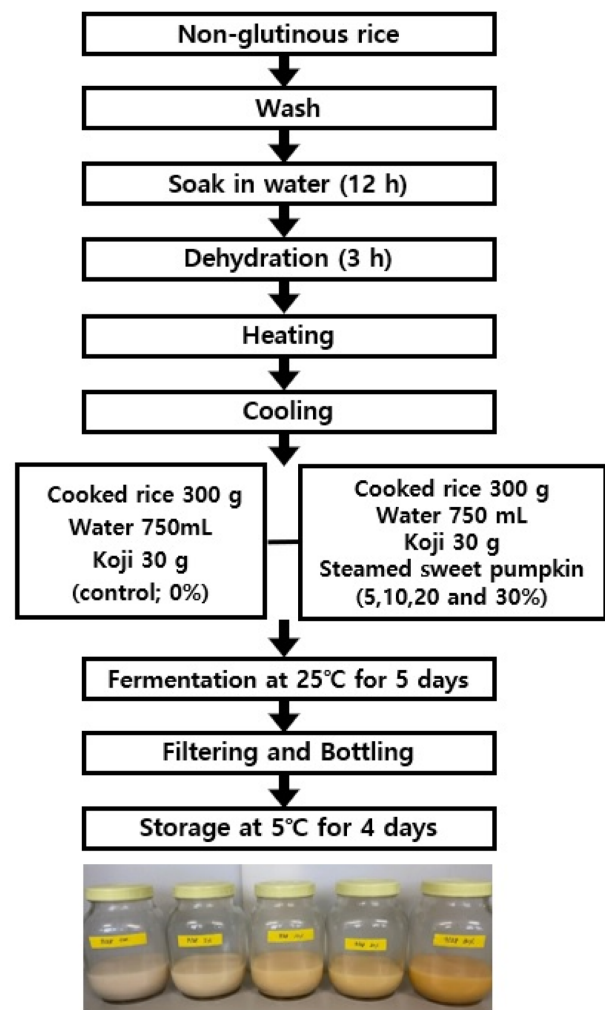 Non-glutinous rice
Wash
Soak in water (12 h)
Dehydration (3 h)
Heating
Cooling
Cooked rice 300 g
Water 750mL
Koji 30 g
(control; 0%)
Cooked rice 300 g
Water 750 mL
Koji 30 g
Steamed sweet pumpkin
(5,10,20 and 30%)
Fermentation at 25℃ for 5 days
Filtering and Bottling
Storage at 5℃ for 4 days